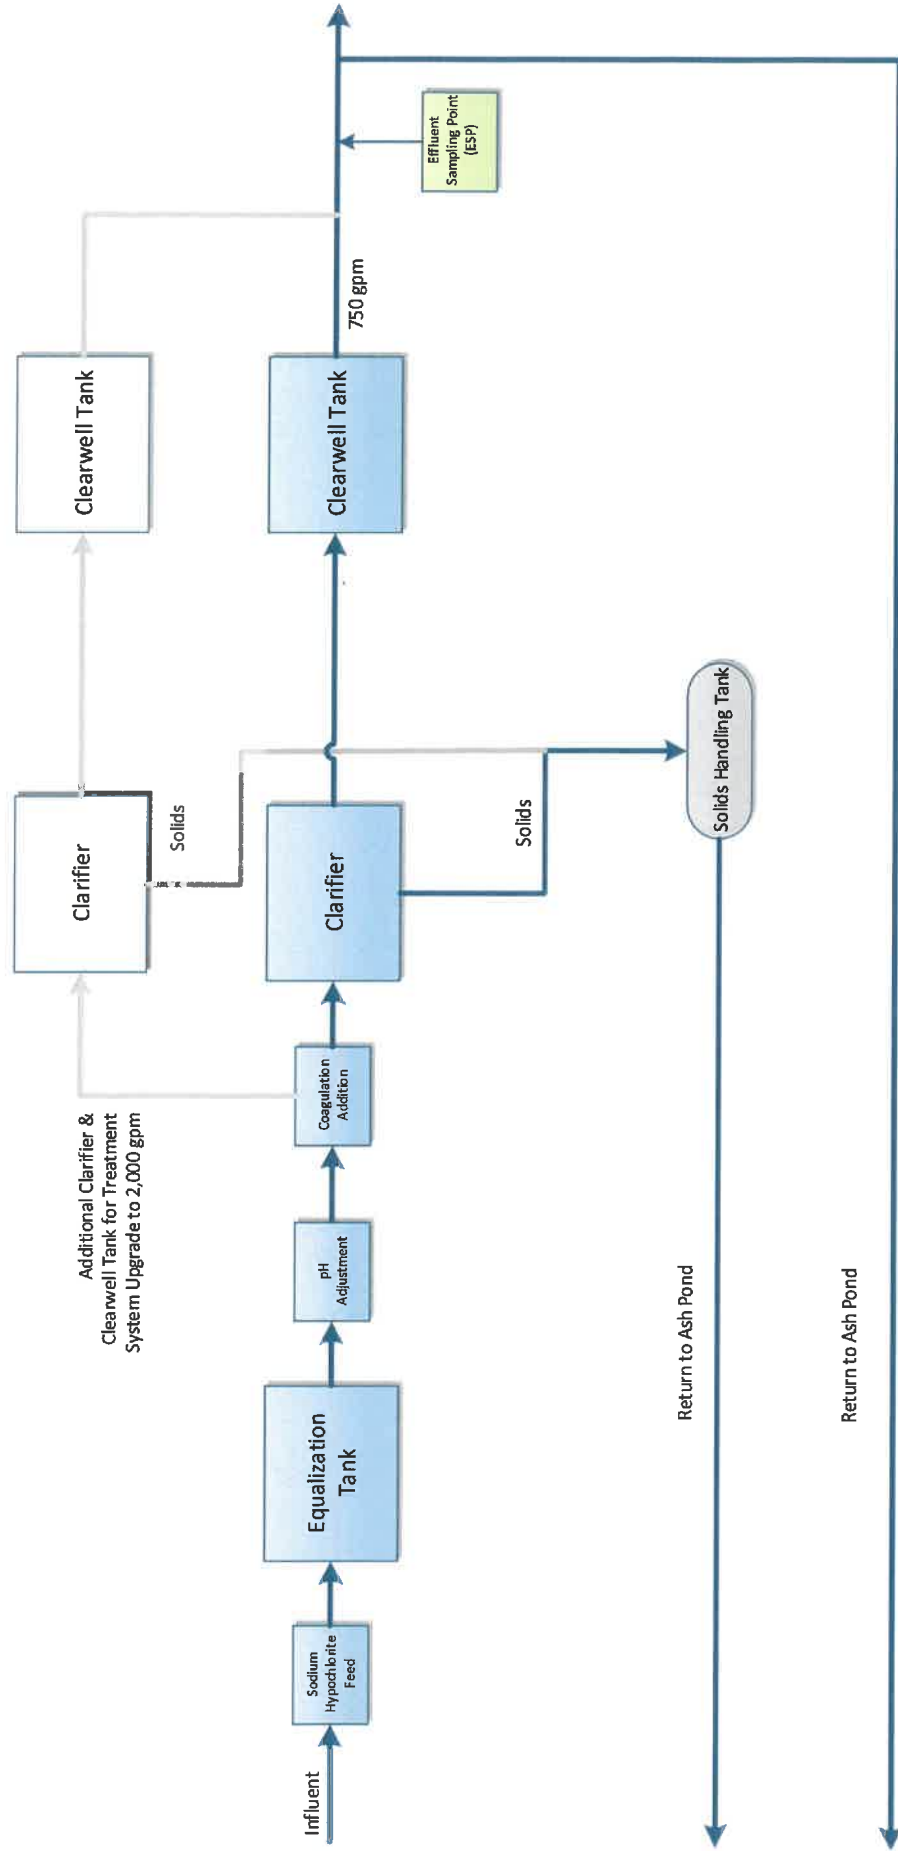 Influent
Sodium
Hypochlorite
Feed
Equalization
Tank
pH
Adjustment
Coagulation
Addition
Additional Clarifier &
Clearwell Tank for Treatment
System Upgrade to 2,000 gpm
Clarifier
Solids
Clearwell Tank
Clarifier
Solids
Clearwell Tank
750 gpm
Effluent
Sampling Point
(ESP)
Solids Handling Tank
Return to Ash Pond
Return to Ash Pond